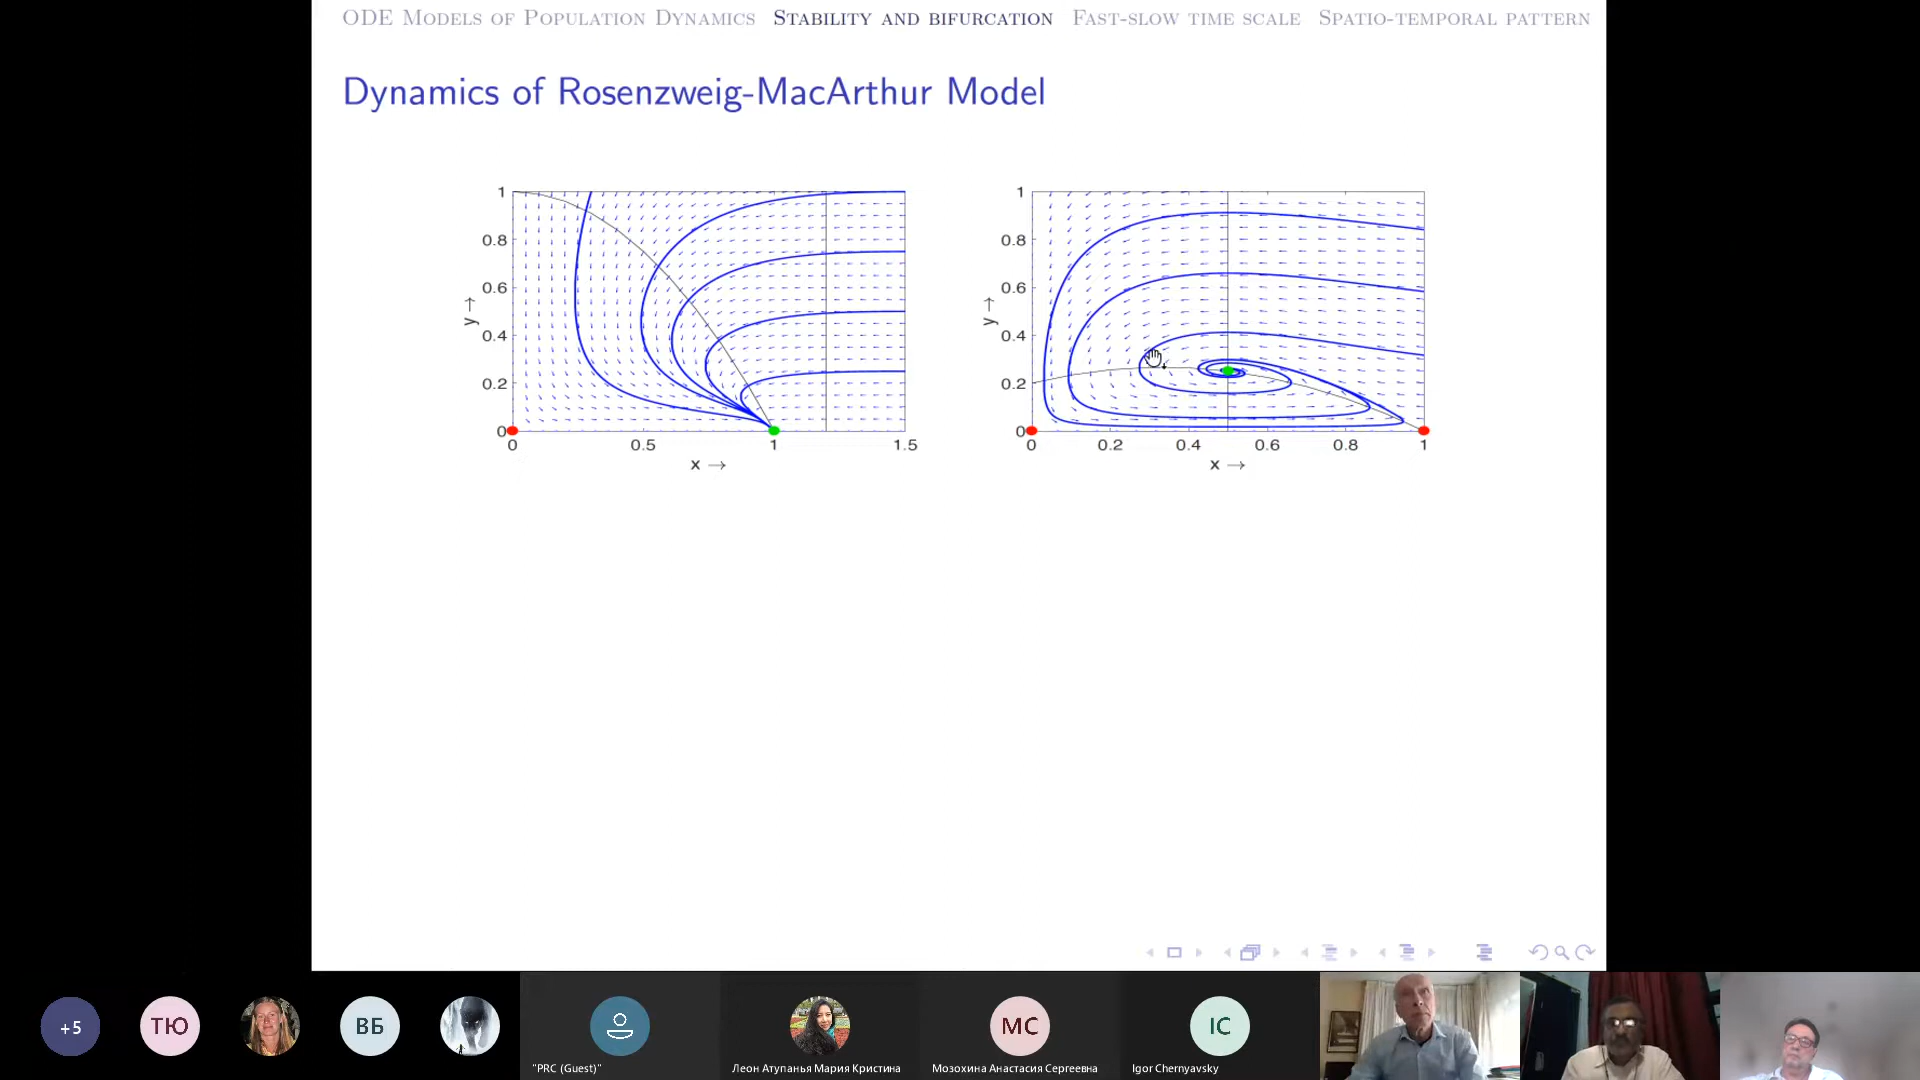 ODE Models of Population Dynamics Stability and bifurcation Fast-slow time scale Spatio-temporal pattern
Dynamics of Rosenzweig-MacArthur Model
1
0.8
0.6
0.4
0.2
0
y →
0 0.5 1 1.5
x →
1
0.8
0.6
0.4
0.2
0
y →
0 0.2 0.4 0.6 0.8 1
x →
+5
ТЮ
ВБ
"PRC (Guest)"
Леон Атупанья Мария Кристина
МС
Мозохина Анастасия Сергеевна
IC
Igor Chernyavsky